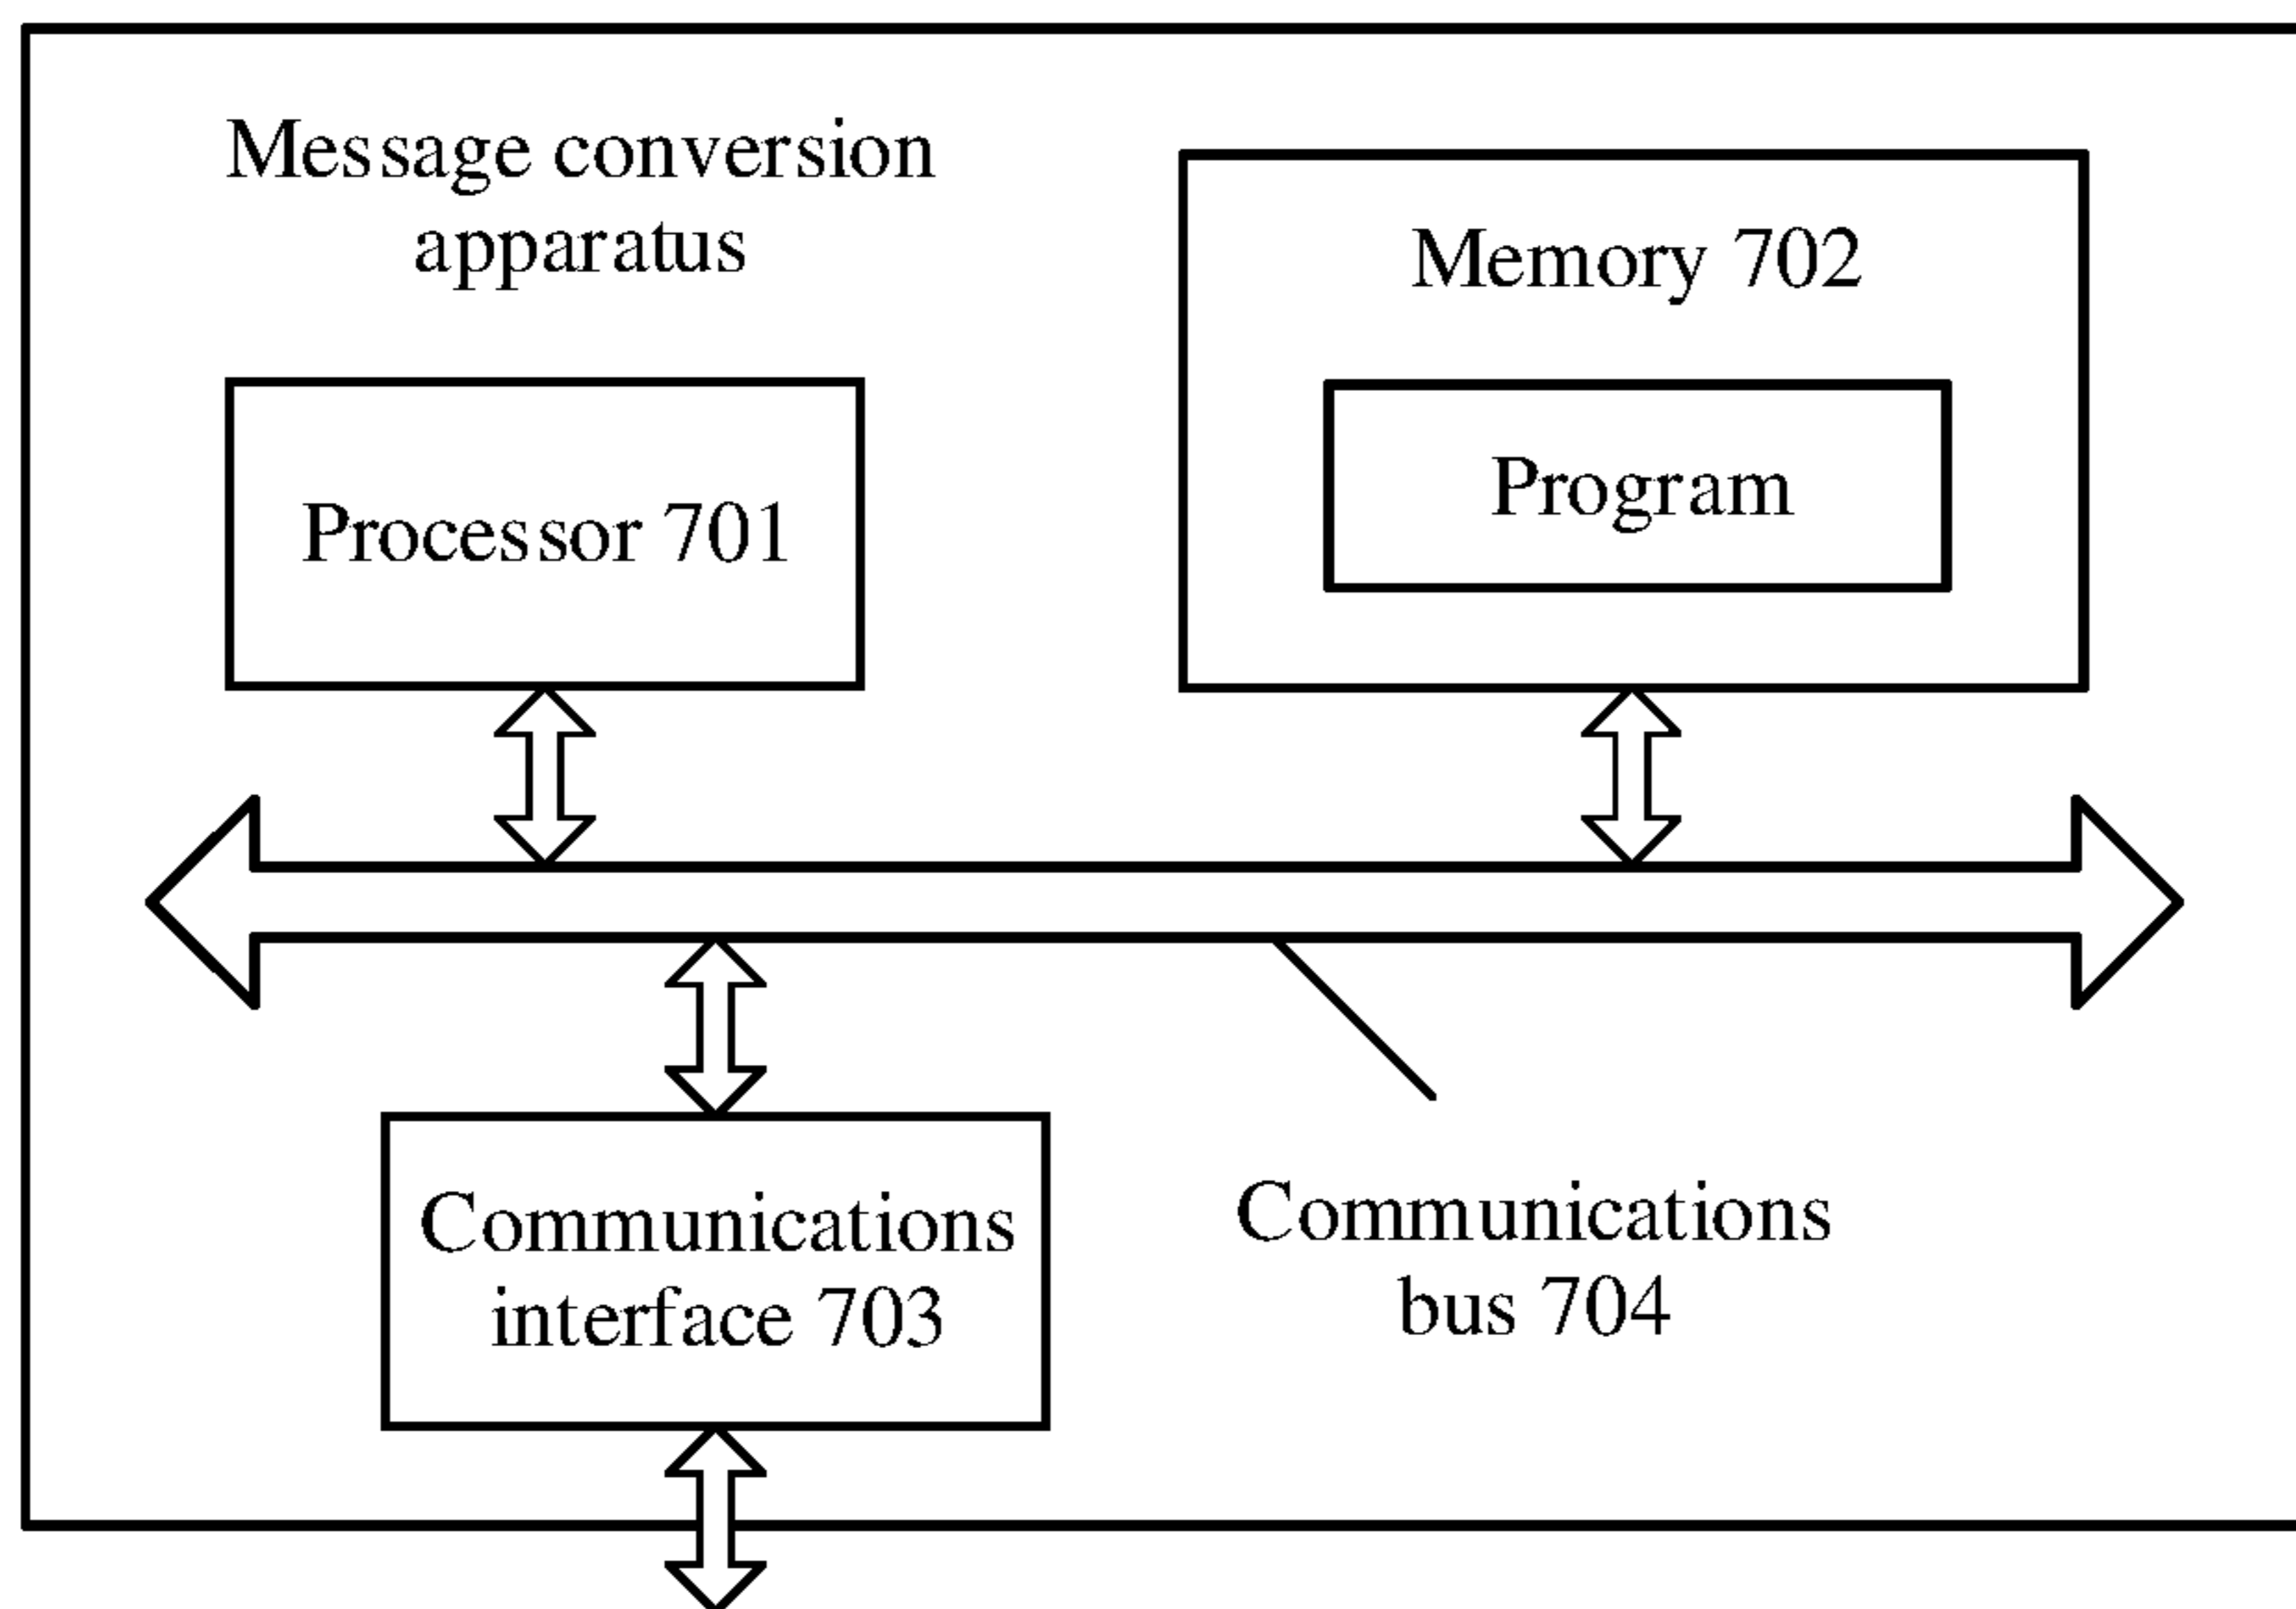 Message conversion
apparatus
Memory 702
Program
Processor 701
Communications
interface 703
Communications
bus 704